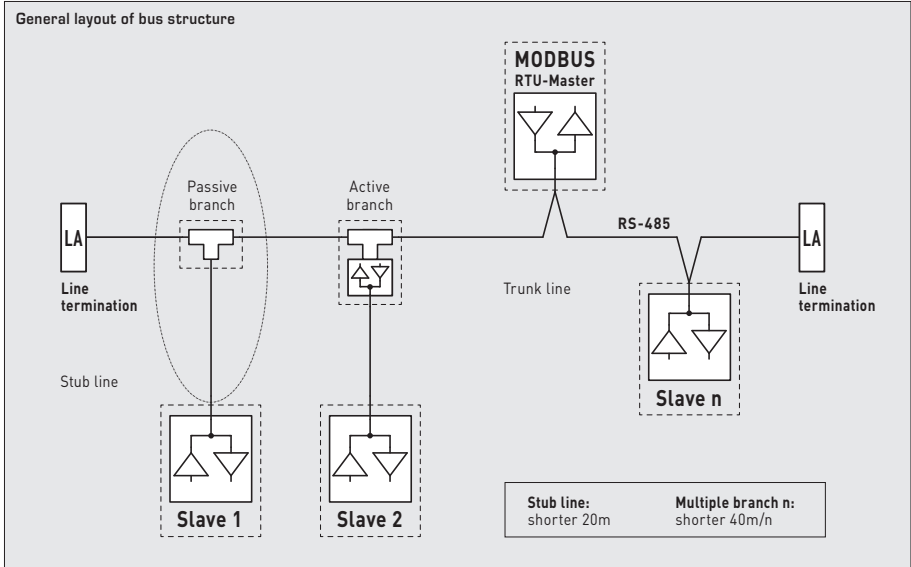 General layout of bus structure
MODBUS
RTU-Master
Passive
branch
Active
branch
LA
RS-485
LA
Line
termination
Trunk line
Line
termination
Stub line
Slave n
Slave 1
Slave 2
Stub line:
shorter 20m
Multiple branch n:
shorter 40m/n